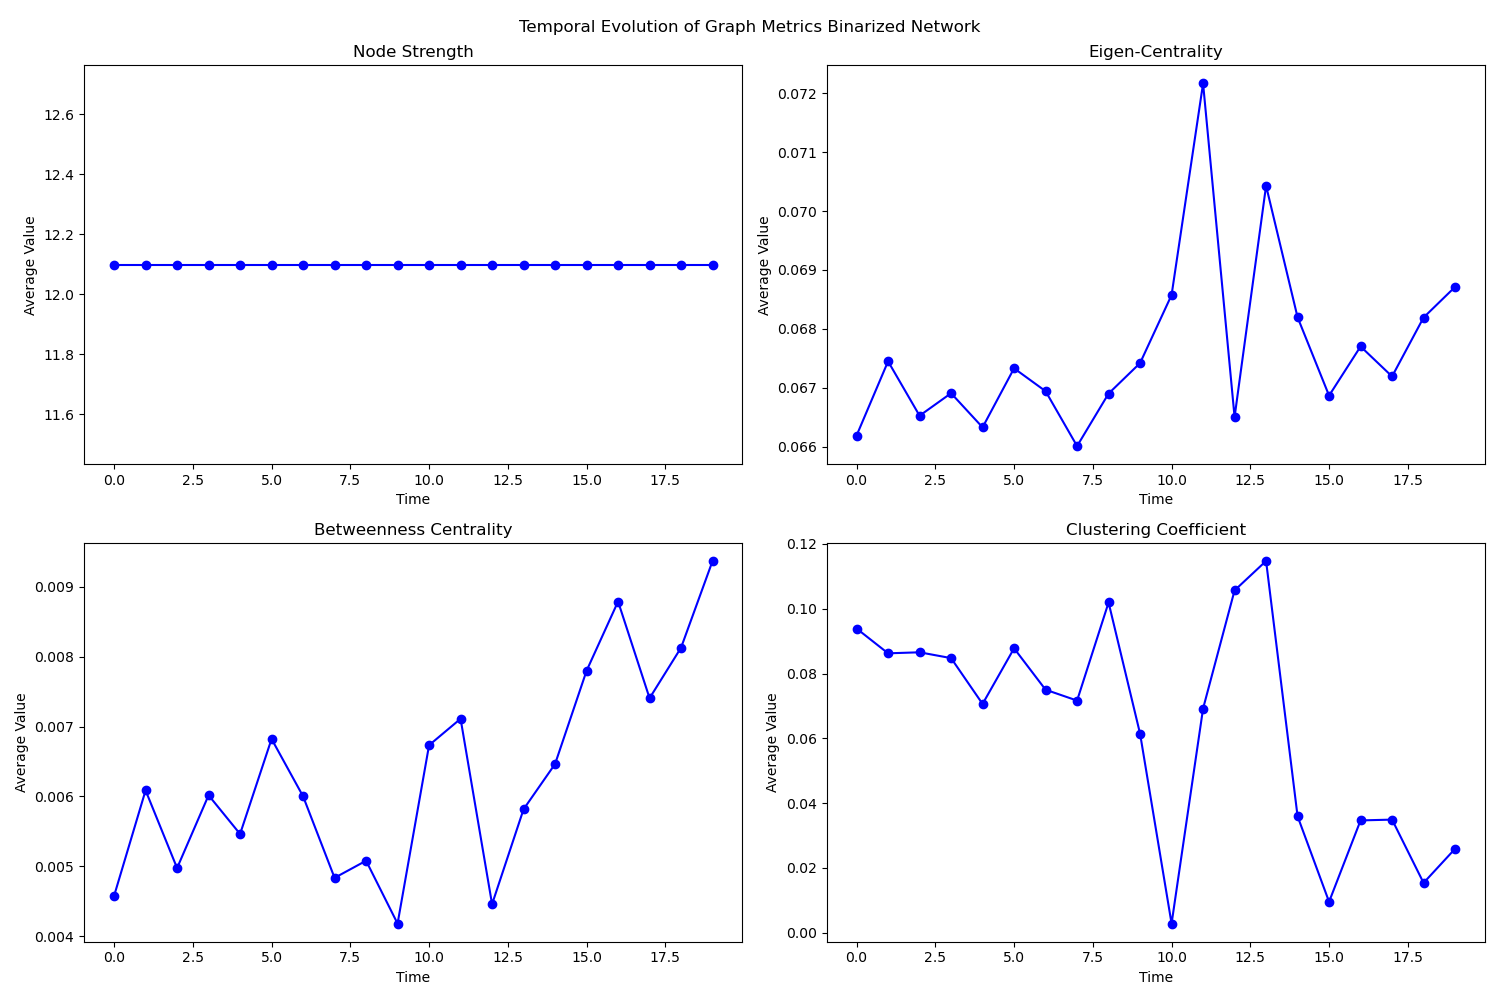 Temporal Evolution of Graph Metrics Binarized Network
Node Strength
12.6
12.4
12.2
12.0
11.8
11.6
Average Value
0.0 2.5 5.0 7.5 10.0 12.5 15.0 17.5
Time
Eigen-Centrality
0.072
0.071
0.070
0.069
0.068
0.067
0.066
Average Value
0.0 2.5 5.0 7.5 10.0 12.5 15.0 17.5
Time
Betweenness Centrality
0.009
0.008
0.007
0.006
0.005
0.004
Average Value
0.0 2.5 5.0 7.5 10.0 12.5 15.0 17.5
Time
Clustering Coefficient
0.12
0.10
0.08
0.06
0.04
0.02
0.00
Average Value
0.0 2.5 5.0 7.5 10.0 12.5 15.0 17.5
Time